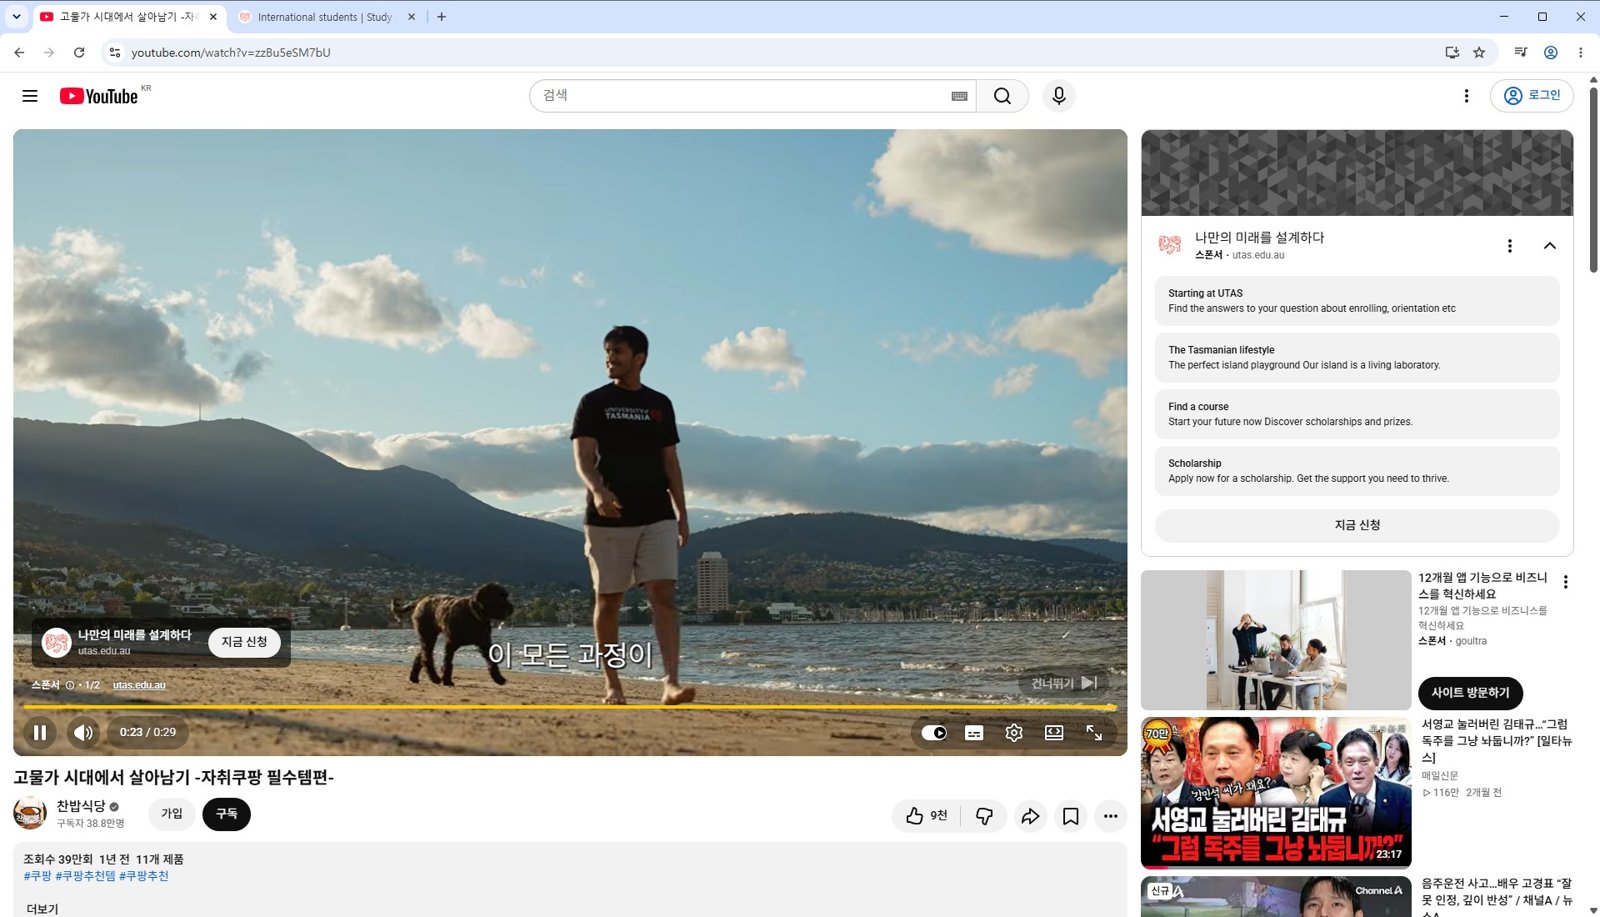 고물가 시대에서 살아남기 -자취
International students | Study
youtube.com/watch?v=zzBu5eSM7bU
YouTube KR
검색
로그인
UNIVERSITY of
TASMANIA
이 모든 과정이
나만의 미래를 설계하다
utas.edu.au
지금 신청
스폰서 · 1/2 utas.edu.au
건너뛰기
0:23 / 0:29
고물가 시대에서 살아남기 -자취쿠팡 필수템편-
찬밥식당
구독자 38.8만명
가입
구독
9천
조회수 39만회 1년 전 11개 제품
#쿠팡 #쿠팡추천템 #쿠팡추천
더보기
나만의 미래를 설계하다
스폰서 · utas.edu.au
Starting at UTAS
Find the answers to your question about enrolling, orientation etc
The Tasmanian lifestyle
The perfect island playground Our island is a living laboratory.
Find a course
Start your future now Discover scholarships and prizes.
Scholarship
Apply now for a scholarship. Get the support you need to thrive.
지금 신청
12개월 앱 기능으로 비즈니
스를 혁신하세요
12개월 앱 기능으로 비즈니스를
혁신하세요
스폰서 · goultra
사이트 방문하기
70만
김민석 씨가 돼요?
서영교 눌러버린 김태규
"그럼 독주를 그냥 놔둡니까?"
23:17
서영교 눌러버린 김태규..."그럼
독주를 그냥 놔둡니까?" [일타뉴
스]
매일신문
116만 2개월 전
신규
Channel A
음주운전 사고...배우 고경표 "잘
못 인정, 깊이 반성" / 채널A / 뉴
스A